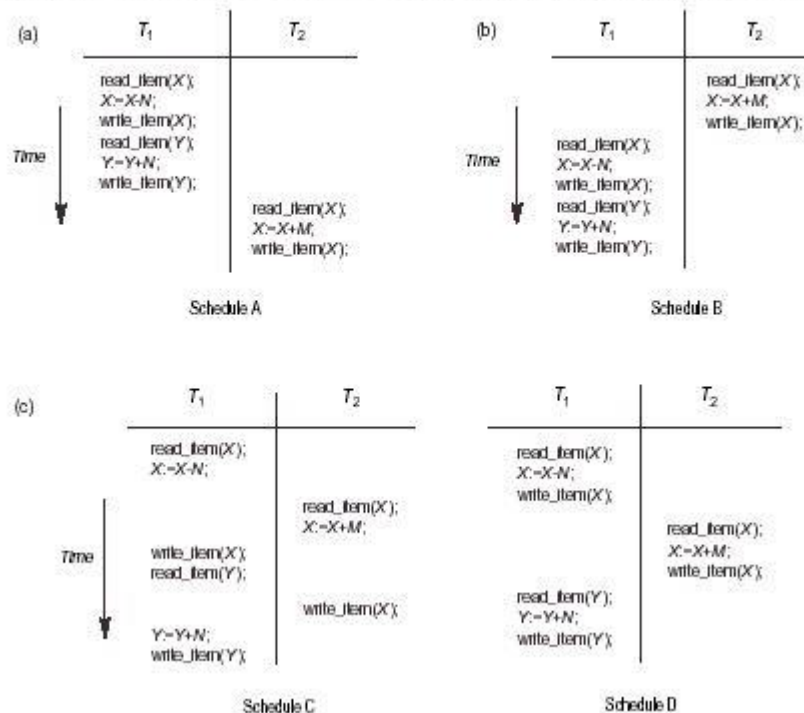 (a)
T1 T2
read_item(X);
X:=X-N;
write_item(X);
read_item(Y);
Time
Y:=Y+N;
write_item(Y);
read_item(X);
X:=X+M;
write_item(X);
Schedule A
(b)
T1 T2
read_item(X);
X:=X+M;
write_item(X);
Time
read_item(X);
X:=X-N;
write_item(X);
read_item(Y);
Y:=Y+N;
write_item(Y);
Schedule B
(c)
T1 T2
read_item(X);
X:=X-N;
read_item(X);
X:=X+M;
Time
write_item(X);
read_item(Y);
write_item(X);
Y:=Y+N;
write_item(Y);
Schedule C
T1 T2
read_item(X);
X:=X-N;
write_item(X);
read_item(X);
X:=X+M;
write_item(X);
read_item(Y);
Y:=Y+N;
write_item(Y);
Schedule D